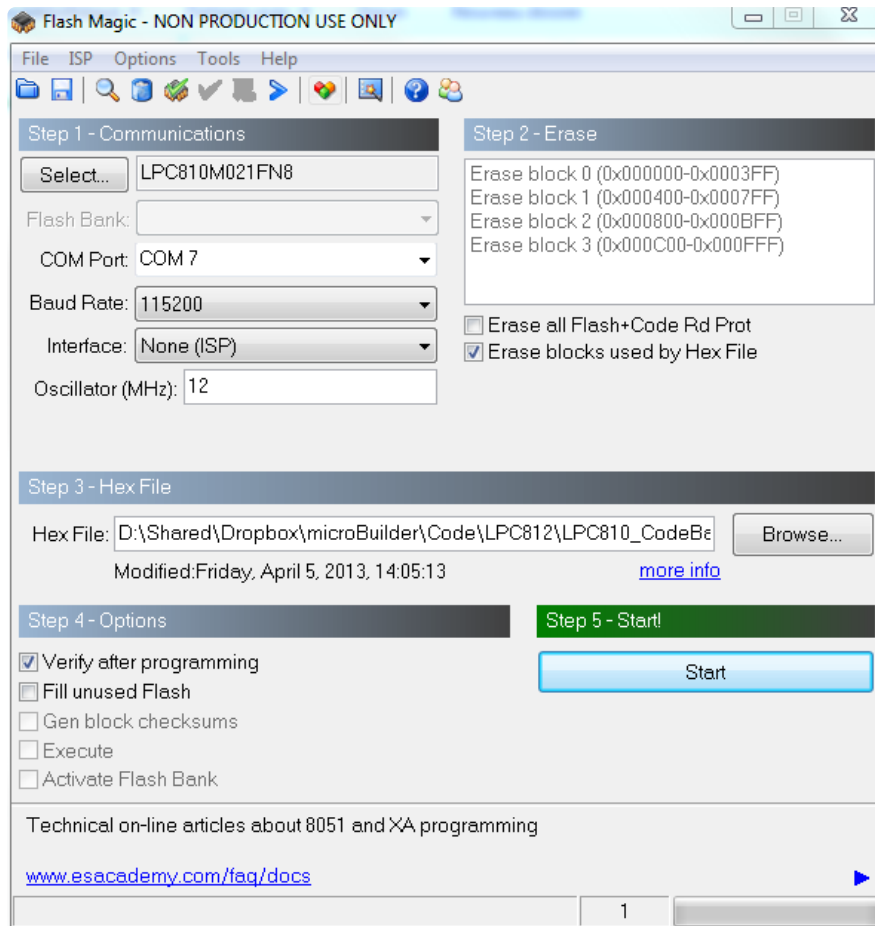 Flash Magic - NON PRODUCTION USE ONLY
File ISP Options Tools Help
Step 1 - Communications
Select... LPC810M021FN8
Flash Bank:
COM Port: COM 7
Baud Rate: 115200
Interface: None (ISP)
Oscillator (MHz): 12
Step 2 - Erase
Erase block 0 (0x000000-0x0003FF)
Erase block 1 (0x000400-0x0007FF)
Erase block 2 (0x000800-0x000BFF)
Erase block 3 (0x000C00-0x000FFF)
Erase all Flash+Code Rd Prot
Erase blocks used by Hex File
Step 3 - Hex File
Hex File: D:\Shared\Dropbox\microBuilder\Code\LPC812\LPC810_CodeBa Browse...
Modified:Friday, April 5, 2013, 14:05:13 more info
Step 4 - Options
Verify after programming
Fill unused Flash
Gen block checksums
Execute
Activate Flash Bank
Step 5 - Start!
Start
Technical on-line articles about 8051 and XA programming
www.esacademy.com/faq/docs
1